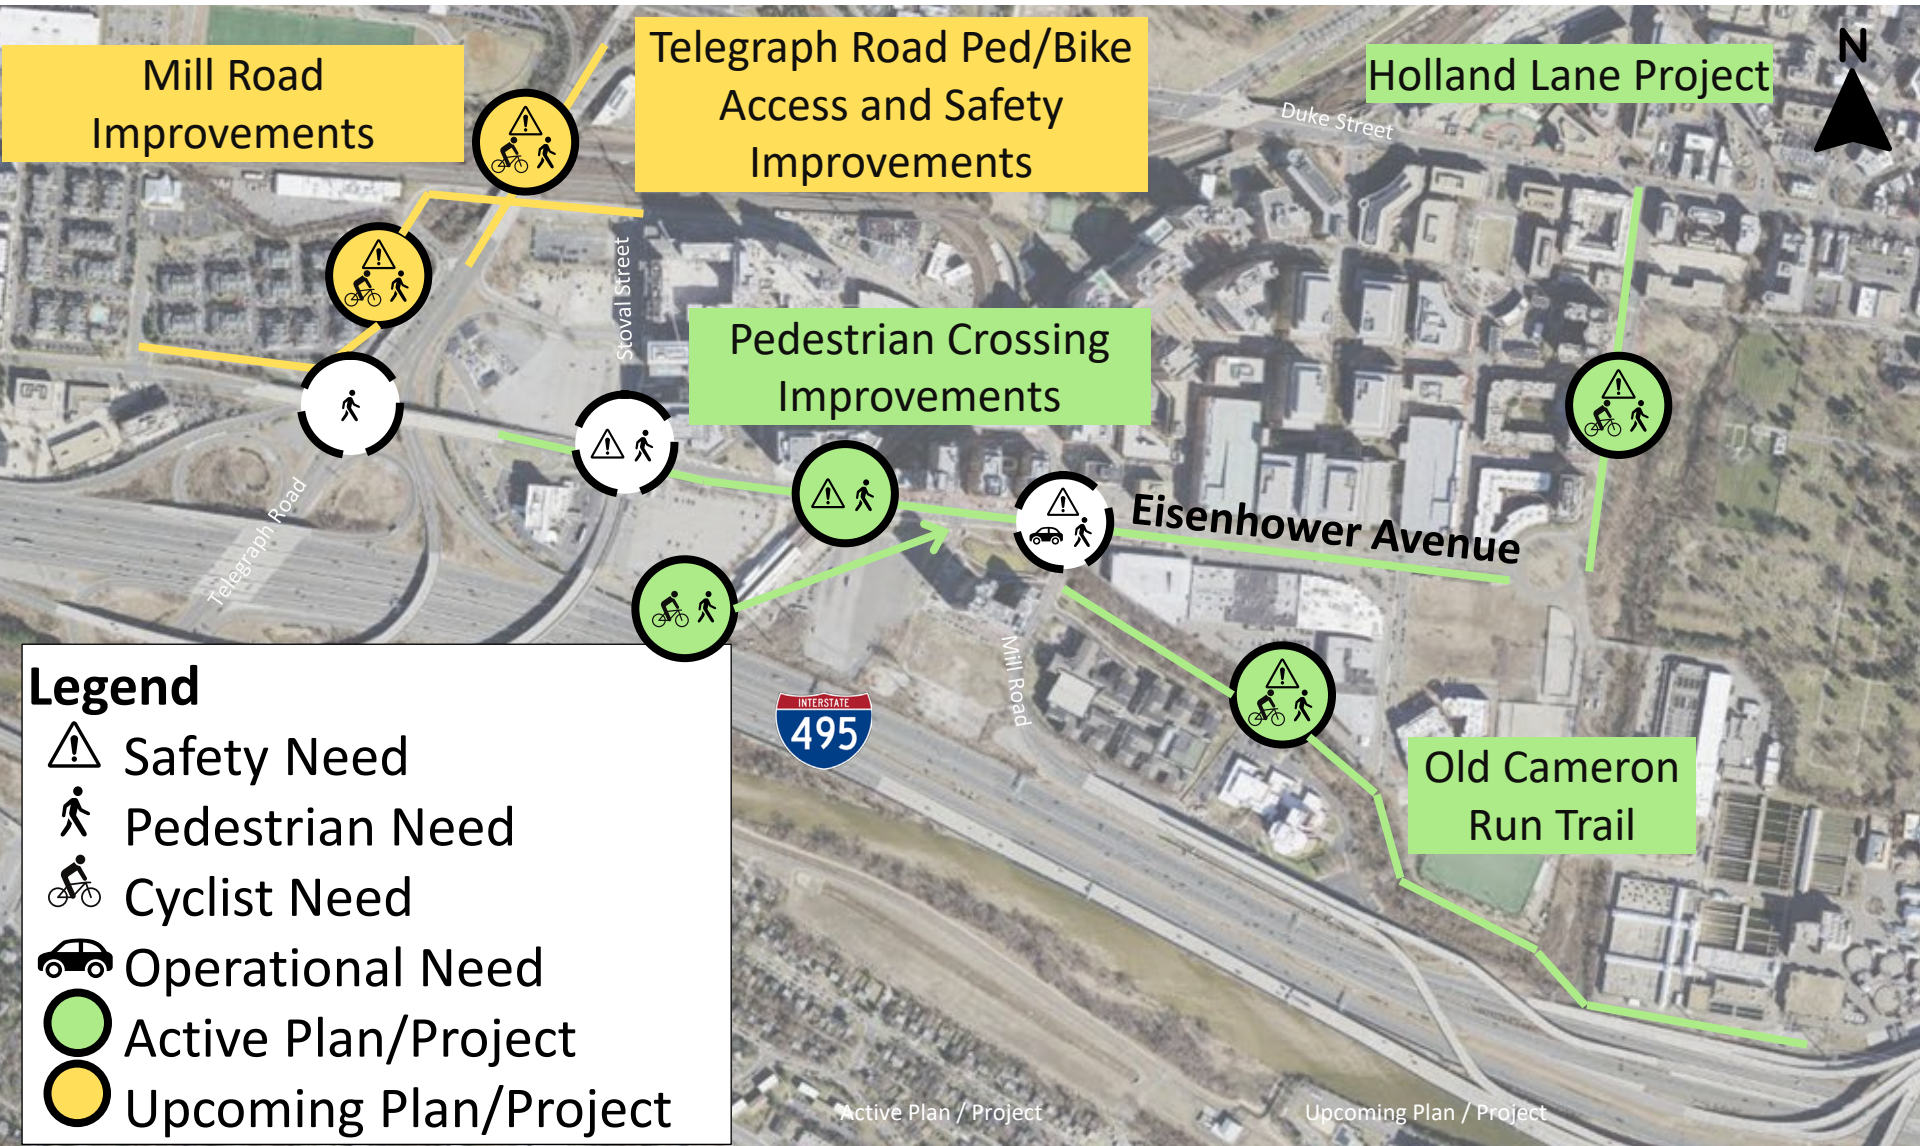 Mill Road
Improvements
Telegraph Road Ped/Bike
Access and Safety
Improvements
Holland Lane Project
N
Duke Street
Stoval Street
Pedestrian Crossing
Improvements
Eisenhower Avenue
Telegraph Road
Mill Road
INTERSTATE
495
Old Cameron
Run Trail
Legend
Safety Need
Pedestrian Need
Cyclist Need
Operational Need
Active Plan/Project
Upcoming Plan/Project
Active Plan / Project
Upcoming Plan / Project